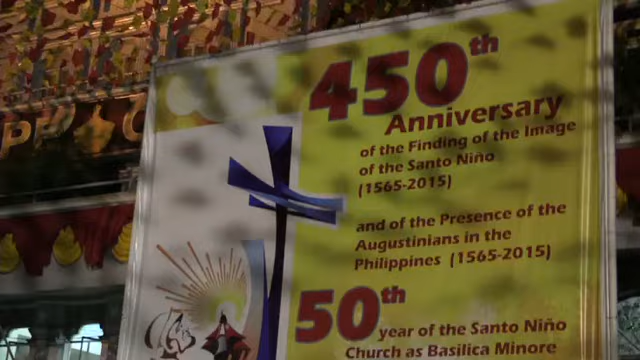 450th
Anniversary
of the Finding of the Image
of the Santo Niño
(1565-2015)
and of the Presence of the
Augustinians in the
Philippines (1565-2015)
50th
year of the Santo Niño
Church as Basilica Minore